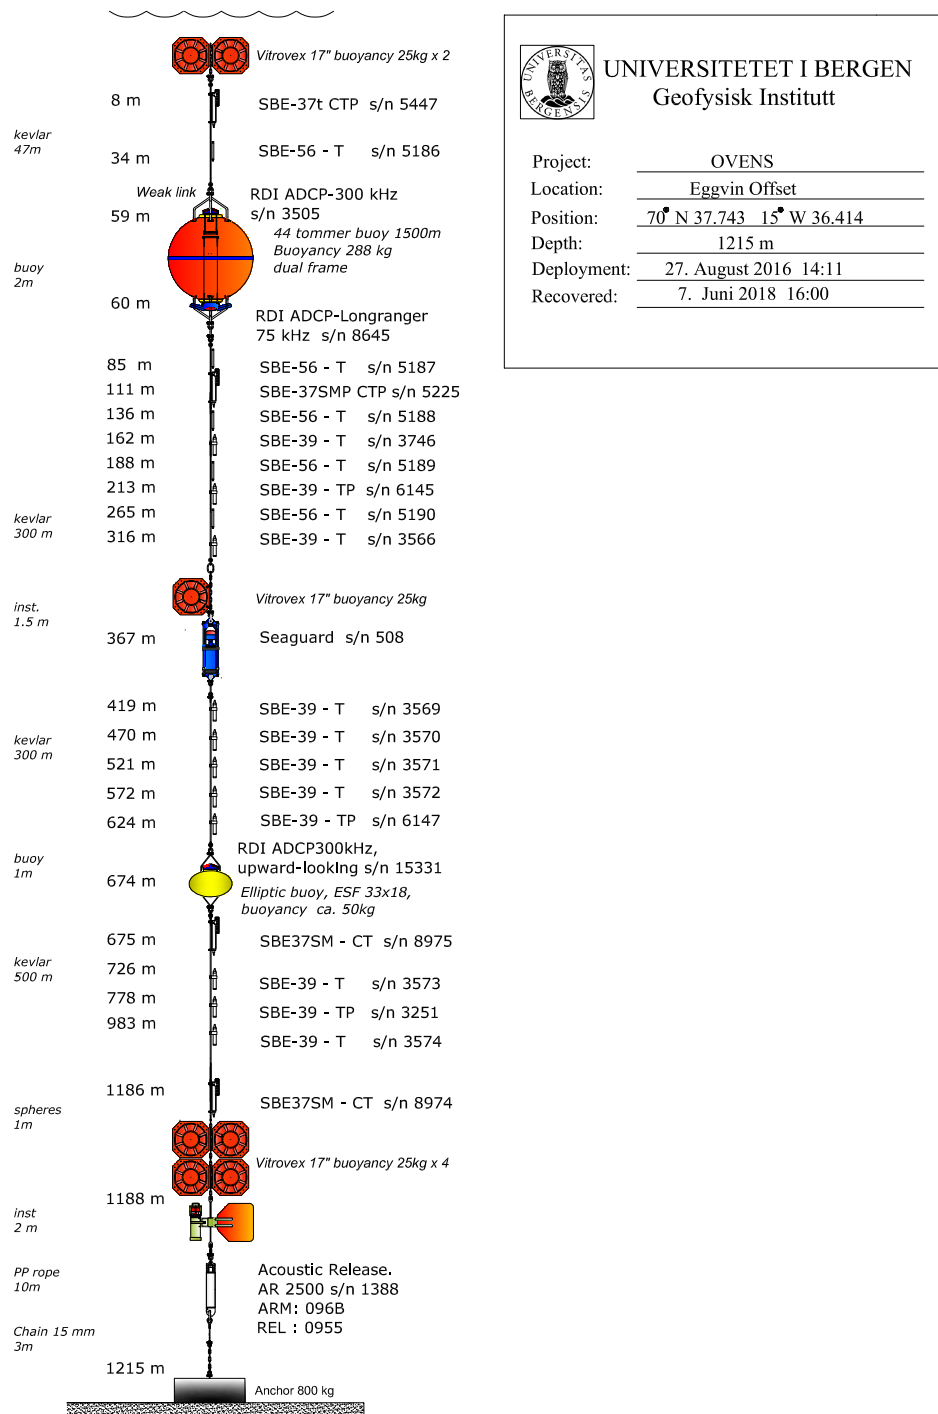 Vitrovex 17" buoyancy 25kg x 2
8 m SBE-37t CTP s/n 5447
kevlar
47m
34 m SBE-56 - T s/n 5186
Weak link
RDI ADCP-300 kHz
59 m s/n 3505
44 tommer buoy 1500m
Buoyancy 288 kg
dual frame
buoy
2m
60 m
RDI ADCP-Longranger
75 kHz s/n 8645
85 m SBE-56 - T s/n 5187
111 m SBE-37SMP CTP s/n 5225
136 m SBE-56 - T s/n 5188
162 m SBE-39 - T s/n 3746
188 m SBE-56 - T s/n 5189
213 m SBE-39 - TP s/n 6145
265 m SBE-56 - T s/n 5190
kevlar
300 m
316 m SBE-39 - T s/n 3566
Vitrovex 17" buoyancy 25kg
inst.
1.5 m
367 m Seaguard s/n 508
419 m SBE-39 - T s/n 3569
470 m SBE-39 - T s/n 3570
kevlar
300 m
521 m SBE-39 - T s/n 3571
572 m SBE-39 - T s/n 3572
624 m SBE-39 - TP s/n 6147
RDI ADCP300kHz,
upward-looking s/n 15331
buoy
1m
674 m
Elliptic buoy, ESF 33x18,
buoyancy ca. 50kg
675 m SBE37SM - CT s/n 8975
kevlar
500 m
726 m SBE-39 - T s/n 3573
778 m SBE-39 - TP s/n 3251
983 m SBE-39 - T s/n 3574
1186 m SBE37SM - CT s/n 8974
spheres
1m
Vitrovex 17" buoyancy 25kg x 4
1188 m
inst
2 m
PP rope
10m
Acoustic Release.
AR 2500 s/n 1388
ARM: 096B
REL : 0955
Chain 15 mm
3m
1215 m
Anchor 800 kg
UNIVERSITAS
BERGENSIS
UNIVERSITETET I BERGEN
Geofysisk Institutt
Project: OVENS
Location: Eggvin Offset
Position: 70° N 37.743 15° W 36.414
Depth: 1215 m
Deployment: 27. August 2016 14:11
Recovered: 7. Juni 2018 16:00